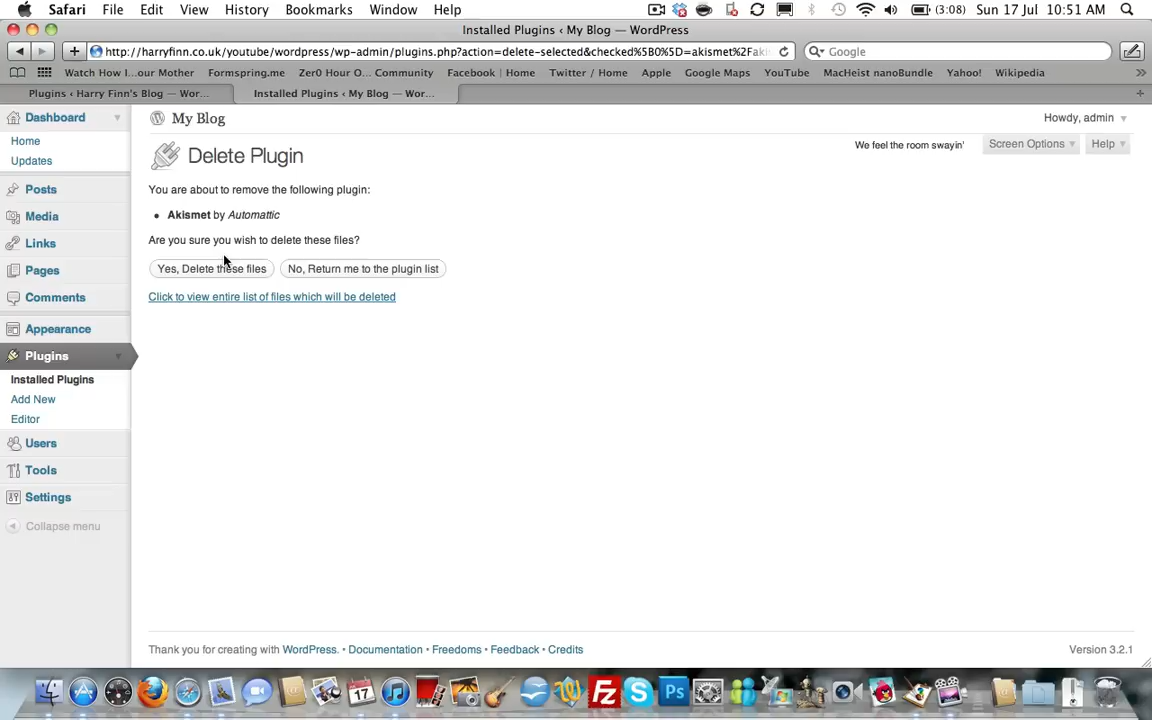 Safari File Edit View History Bookmarks Window Help (3:08) Sun 17 Jul 10:51 AM
Installed Plugins ‹ My Blog — WordPress
http://harryfinn.co.uk/youtube/wordpress/wp-admin/plugins.php?action=delete-selected&checked%5B0%5D=akismet%2Faki Google
Watch How I...our Mother Formspring.me Zer0 Hour O... Community Facebook | Home Twitter / Home Apple Google Maps YouTube MacHeist nanoBundle Yahoo! Wikipedia
Plugins ‹ Harry Finn's Blog — Wor... Installed Plugins ‹ My Blog — Wor...
Dashboard
Home
Updates
Posts
Media
Links
Pages
Comments
Appearance
Plugins
Installed Plugins
Add New
Editor
Users
Tools
Settings
Collapse menu
My Blog Howdy, admin
Delete Plugin We feel the room swayin' Screen Options Help
You are about to remove the following plugin:
• Akismet by Automattic
Are you sure you wish to delete these files?
Yes, Delete these files No, Return me to the plugin list
Click to view entire list of files which will be deleted
Thank you for creating with WordPress. • Documentation • Freedoms • Feedback • Credits Version 3.2.1
17 Fz S Ps